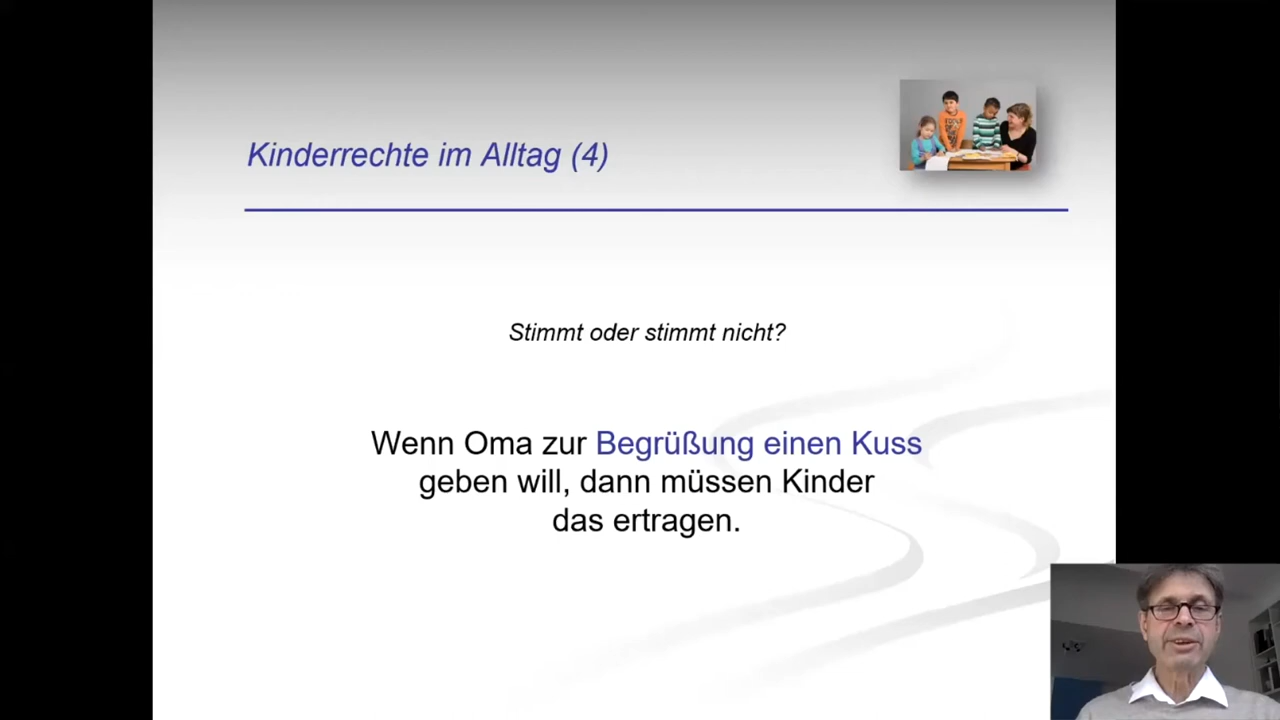 Kinderrechte im Alltag (4)
Stimmt oder stimmt nicht?
Wenn Oma zur Begrüßung einen Kuss
geben will, dann müssen Kinder
das ertragen.